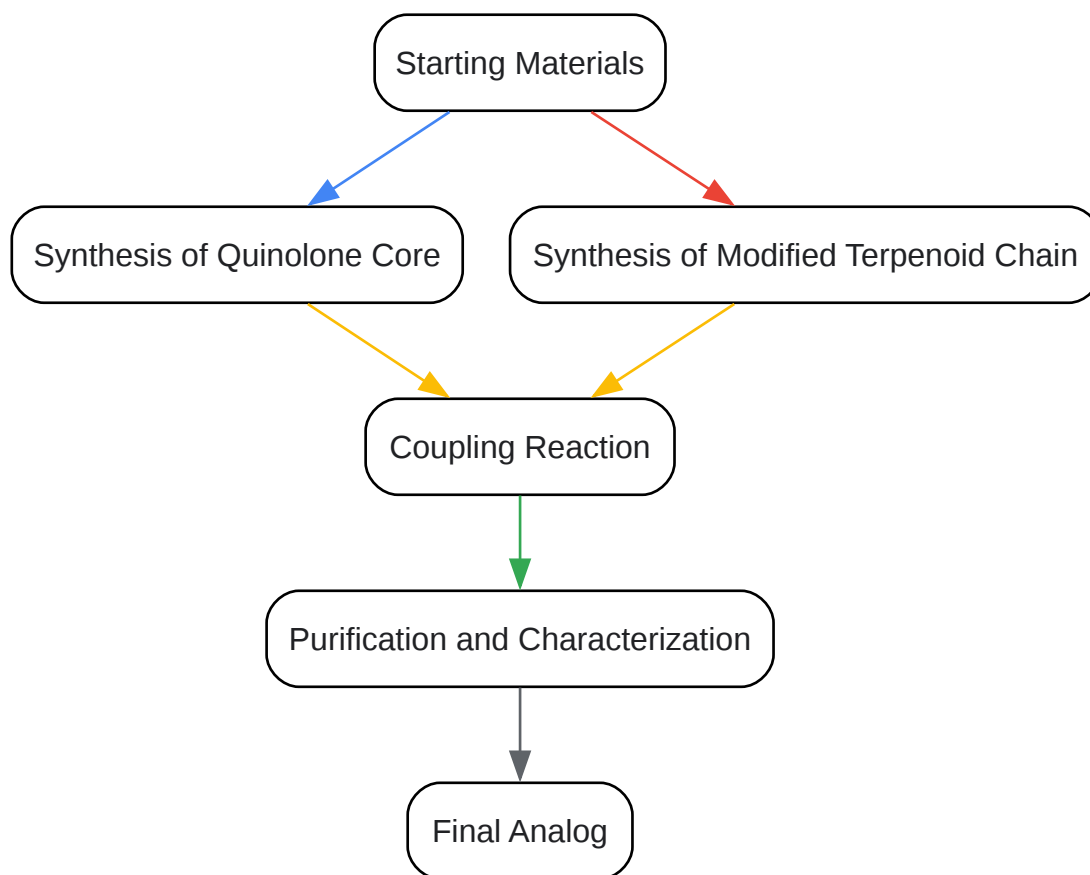 Starting Materials
Synthesis of Quinolone Core
Synthesis of Modified Terpenoid Chain
Coupling Reaction
Purification and Characterization
Final Analog